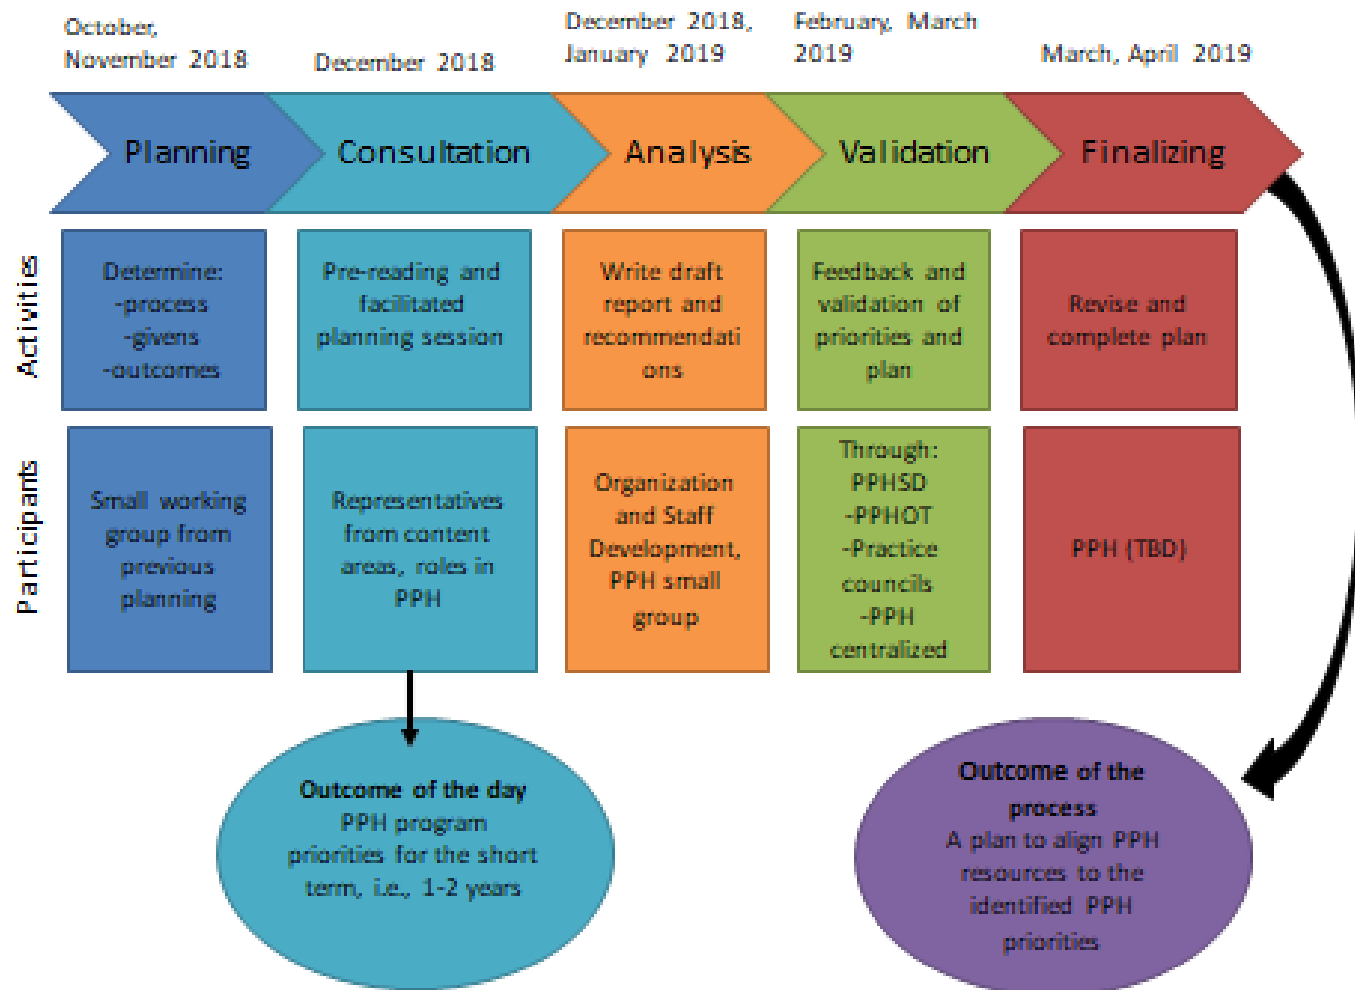 October,
November 2018
December 2018
December 2018,
January 2019
February, March
2019
March, April 2019
Planning
Consultation
Analysis
Validation
Finalizing
Activities
Determine:
-process
-givens
-outcomes
Pre-reading and
facilitated
planning session
Write draft
report and
recommendati
ons
Feedback and
validation of
priorities and
plan
Revise and
complete plan
Participants
Small working
group from
previous
planning
Representatives
from content
areas, roles in
PPH
Organization
and Staff
Development,
PPH small
group
Through:
PPHSD
-PPHOT
-Practice
councils
-PPH
centralized
PPH (TBD)
Outcome of the day
PPH program
priorities for the short
term, i.e., 1-2 years
Outcome of the
process
A plan to align PPH
resources to the
identified PPH
priorities